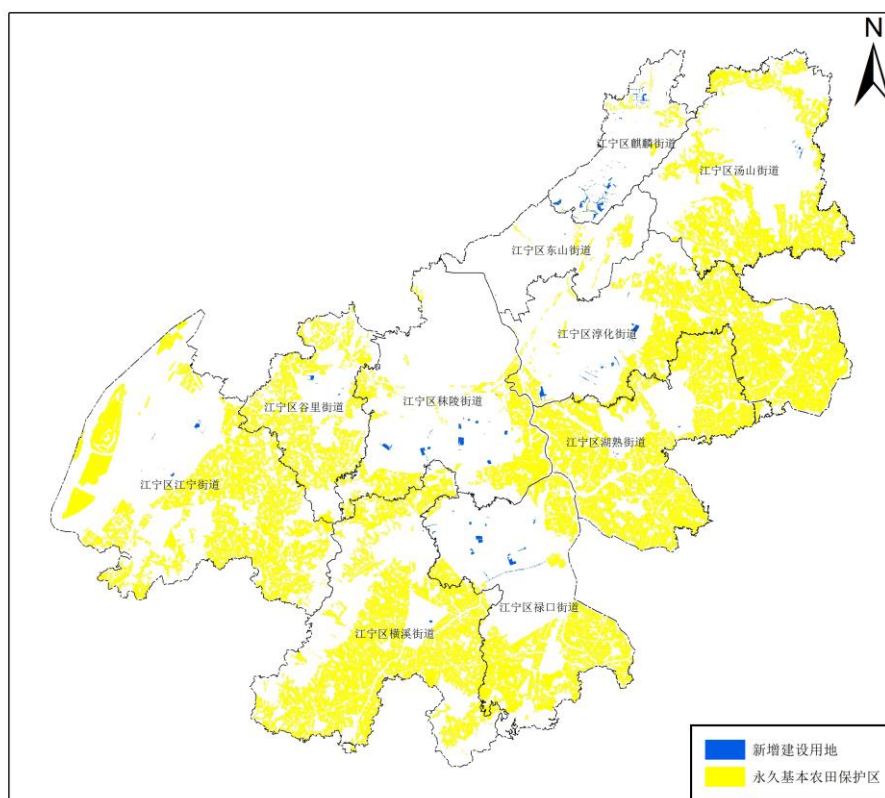 N
江宁区麒麟街道
江宁区汤山街道
江宁区东山街道
江宁区淳化街道
江宁区谷里街道
江宁区秣陵街道
江宁区湖熟街道
江宁区江宁街道
江宁区禄口街道
江宁区横溪街道
新增建设用地
永久基本农田保护区